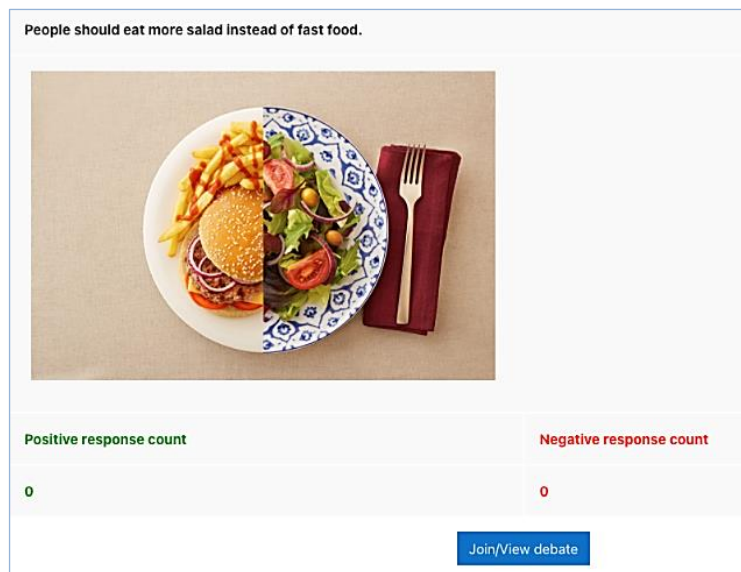 People should eat more salad instead of fast food.
Positive response count
Negative response count
0
0
Join/View debate